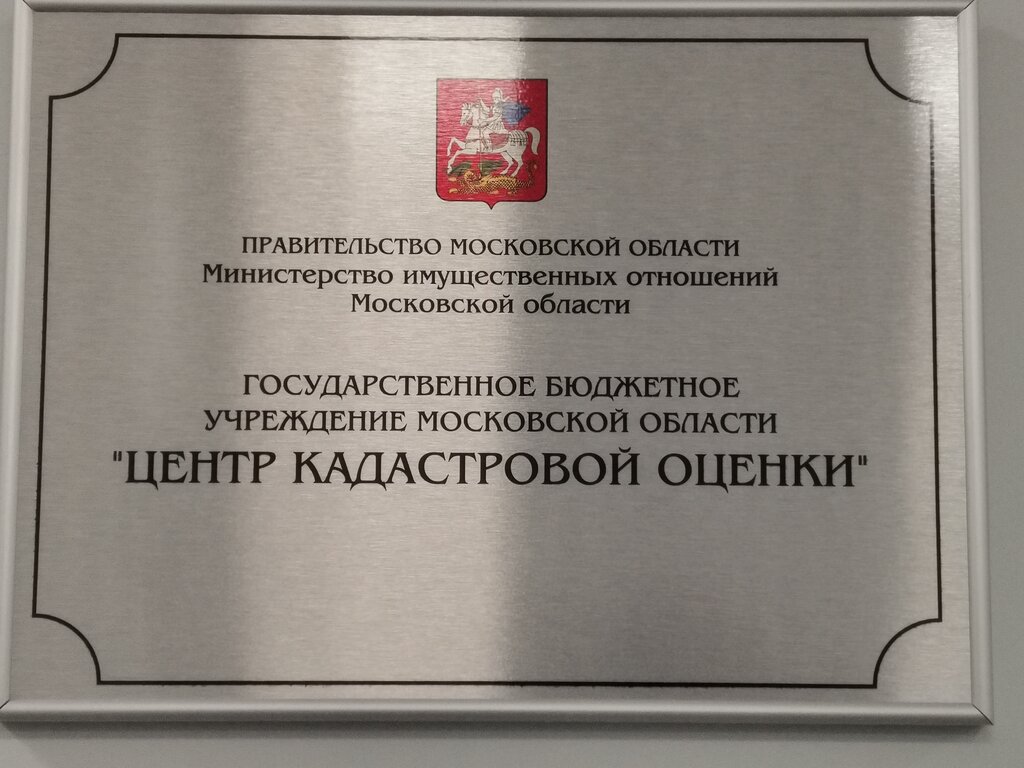 ПРАВИТЕЛЬСТВО МОСКОВСКОЙ ОБЛАСТИ
Министерство имущественных отношений
Московской области
ГОСУДАРСТВЕННОЕ БЮДЖЕТНОЕ
УЧРЕЖДЕНИЕ МОСКОВСКОЙ ОБЛАСТИ
"ЦЕНТР КАДАСТРОВОЙ ОЦЕНКИ"